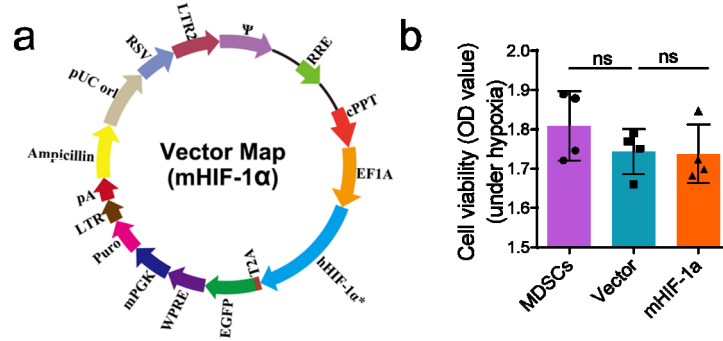 a
LTR2
Ψ
RRE
cPPT
EF1A
hHIF-1α*
T2A
EGFP
WPRE
mPGK
Puro
LTR
pA
Ampicillin
pUC ori
RSV
Vector Map
(mHIF-1α)
b
Cell viability (OD value)
(under hypoxia)
2.0
1.9
1.8
1.7
1.6
1.5
ns
ns
MDSCs
Vector
mHIF-1a